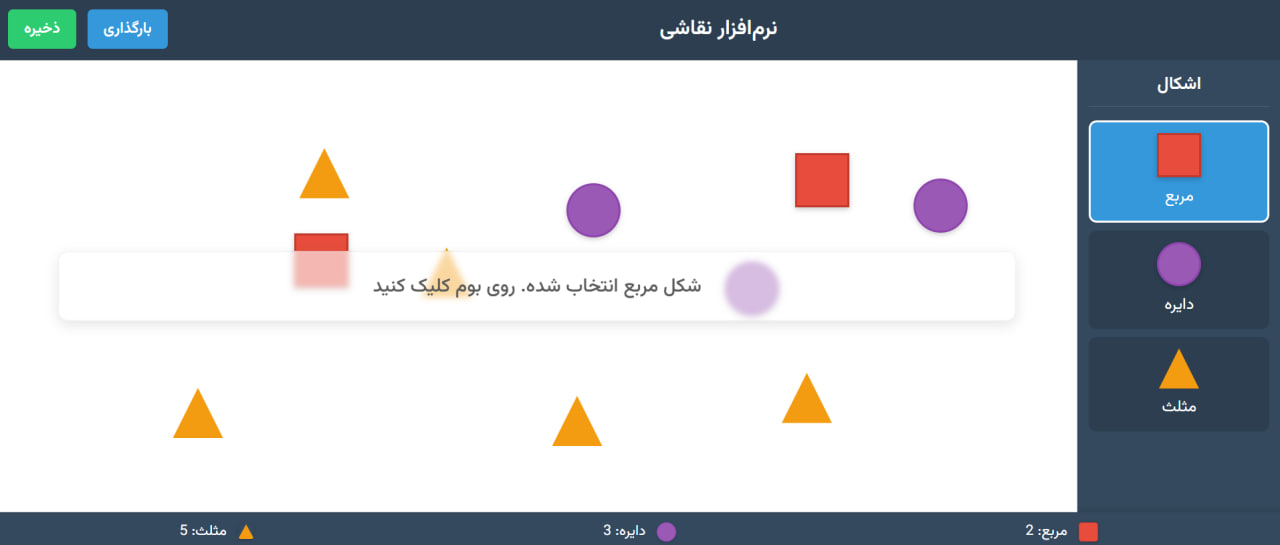 نرم‌افزار نقاشی
بارگذاری
ذخیره
اشکال
مربع
دایره
مثلث
شکل مربع انتخاب شده. روی بوم کلیک کنید
مربع: 2
دایره: 3
مثلث: 5